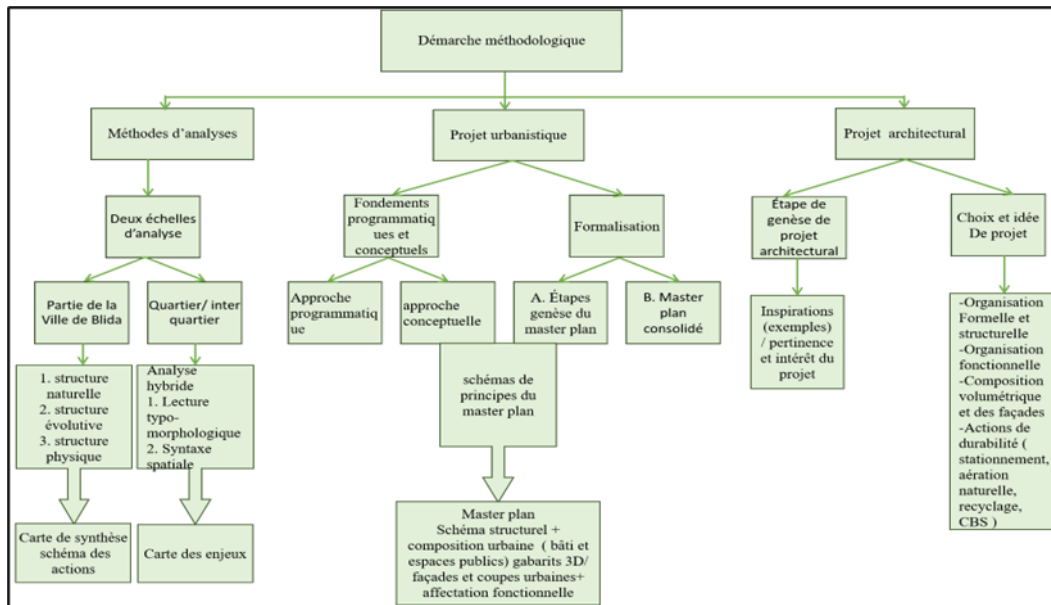 Démarche méthodologique
Méthodes d'analyses
Projet urbanistique
Projet architectural
Deux échelles
d'analyse
Fondements
programmatiq
ues et
conceptuels
Formalisation
Étape de
genèse de
projet
architectural
Choix et idée
De projet
Partie de la
Ville de Blida
Quartier/ inter
quartier
Approche
programmatiq
ue
approche
conceptuelle
A. Étapes
genèse du
master plan
B. Master
plan
consolidé
Inspirations
(exemples)
/ pertinence
et intérêt du
projet
-Organisation
Formelle et
structurelle
-Organisation
fonctionnelle
-Composition
volumétrique
et des façades
-Actions de
durabilité (
stationnement,
aération
naturelle,
recyclage,
CBS )
1. structure
naturelle
2. structure
évolutive
3. structure
physique
Analyse
hybride
1. Lecture
typo-
morphologique
2. Syntaxe
spatiale
schémas de
principes du
master plan
Carte de synthèse
schéma des
actions
Carte des enjeux
Master plan
Schéma structurel +
composition urbaine ( bâti et
espaces publics) gabarits 3D/
façades et coupes urbaines+
affectation fonctionnelle